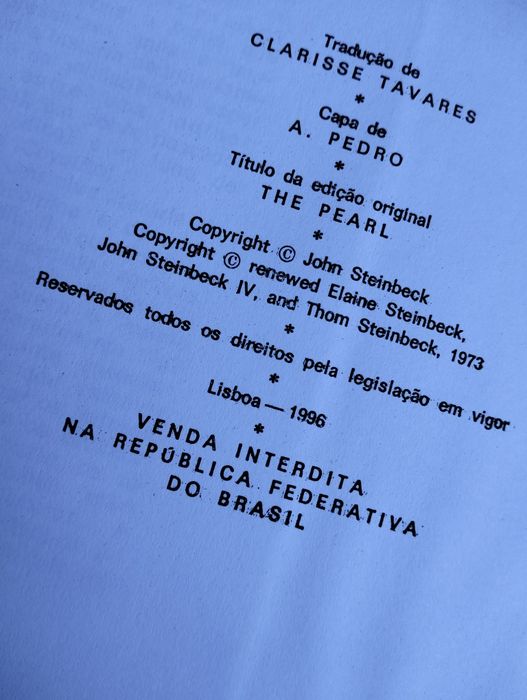 Tradução de
CLARISSE TAVARES
*
Capa de
A. PEDRO
*
Título da edição original
THE PEARL
*
Copyright © John Steinbeck
Copyright © renewed Elaine Steinbeck,
John Steinbeck IV, and Thom Steinbeck, 1973
*
Reservados todos os direitos pela legislação em vigor
*
Lisboa — 1996
*
VENDA INTERDITA
NA REPÚBLICA FEDERATIVA
DO BRASIL